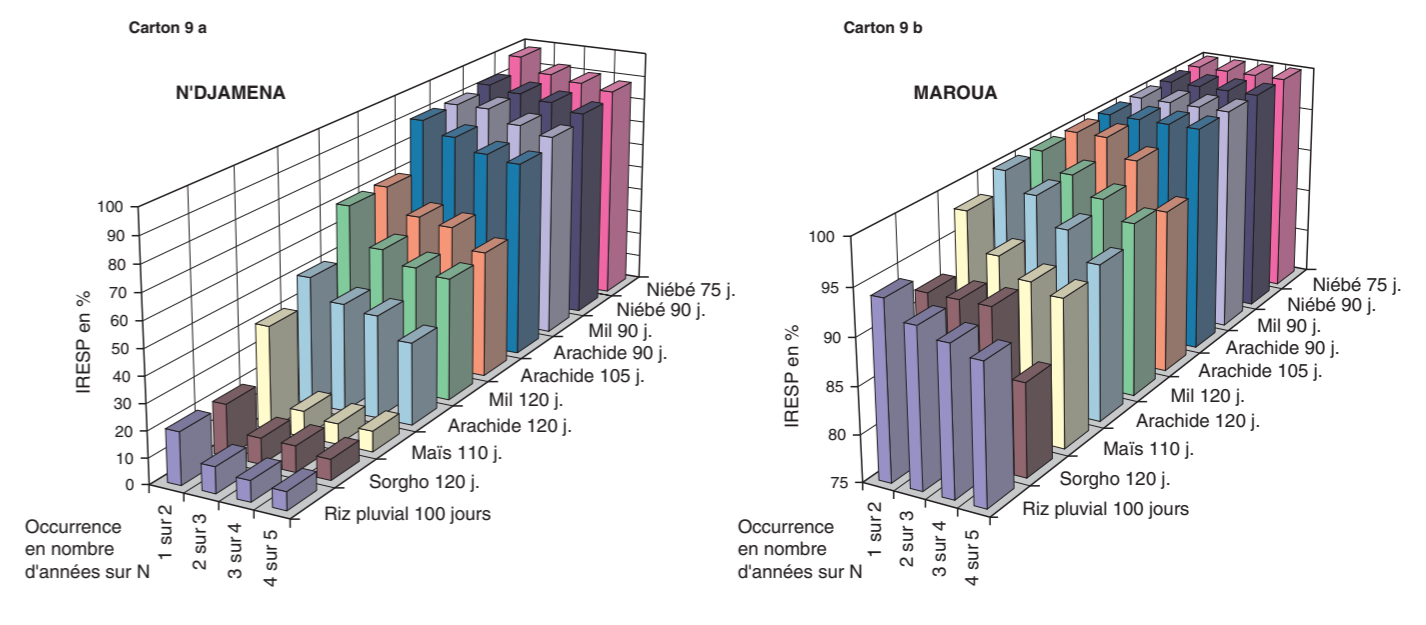 Carton 9 a
N'DJAMENA
IRESP en %
100
90
80
70
60
50
40
30
20
10
0
Niébé 75 j.
Niébé 90 j.
Mil 90 j.
Arachide 90 j.
Arachide 105 j.
Mil 120 j.
Arachide 120 j.
Maïs 110 j.
Sorgho 120 j.
Riz pluvial 100 jours
Occurrence
en nombre
d'années sur N
1 sur 2
2 sur 3
3 sur 4
4 sur 5
Carton 9 b
MAROUA
IRESP en %
100
95
90
85
80
75
Niébé 75 j.
Niébé 90 j.
Mil 90 j.
Arachide 90 j.
Arachide 105 j.
Mil 120 j.
Arachide 120 j.
Maïs 110 j.
Sorgho 120 j.
Riz pluvial 100 jours
Occurrence
en nombre
d'années sur N
1 sur 2
2 sur 3
3 sur 4
4 sur 5